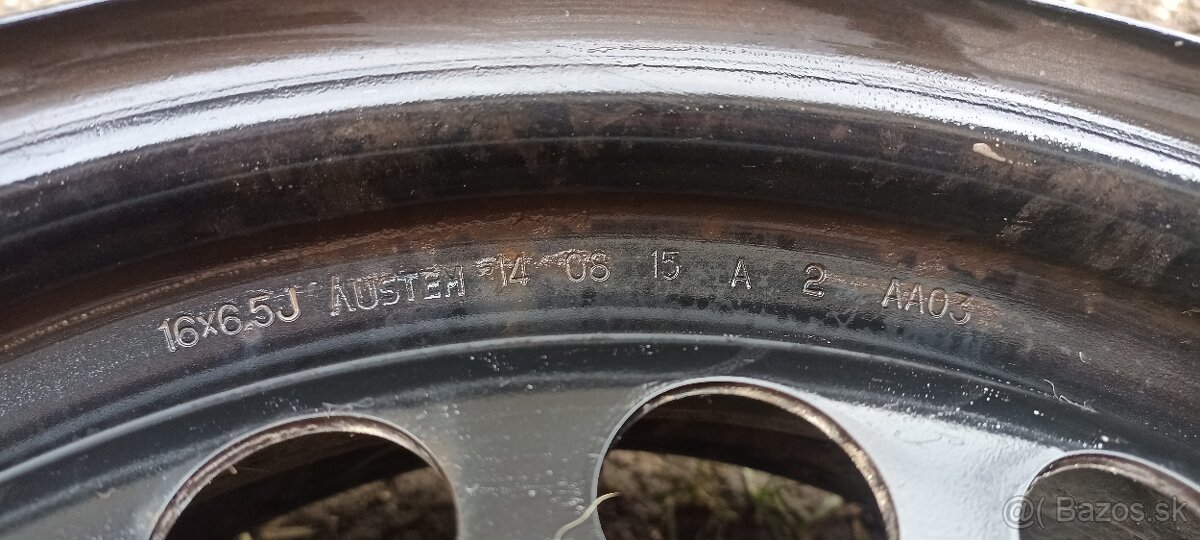 16x6.5J AUSTEM 14 08 15 A 2 AA03
Bazos.sk